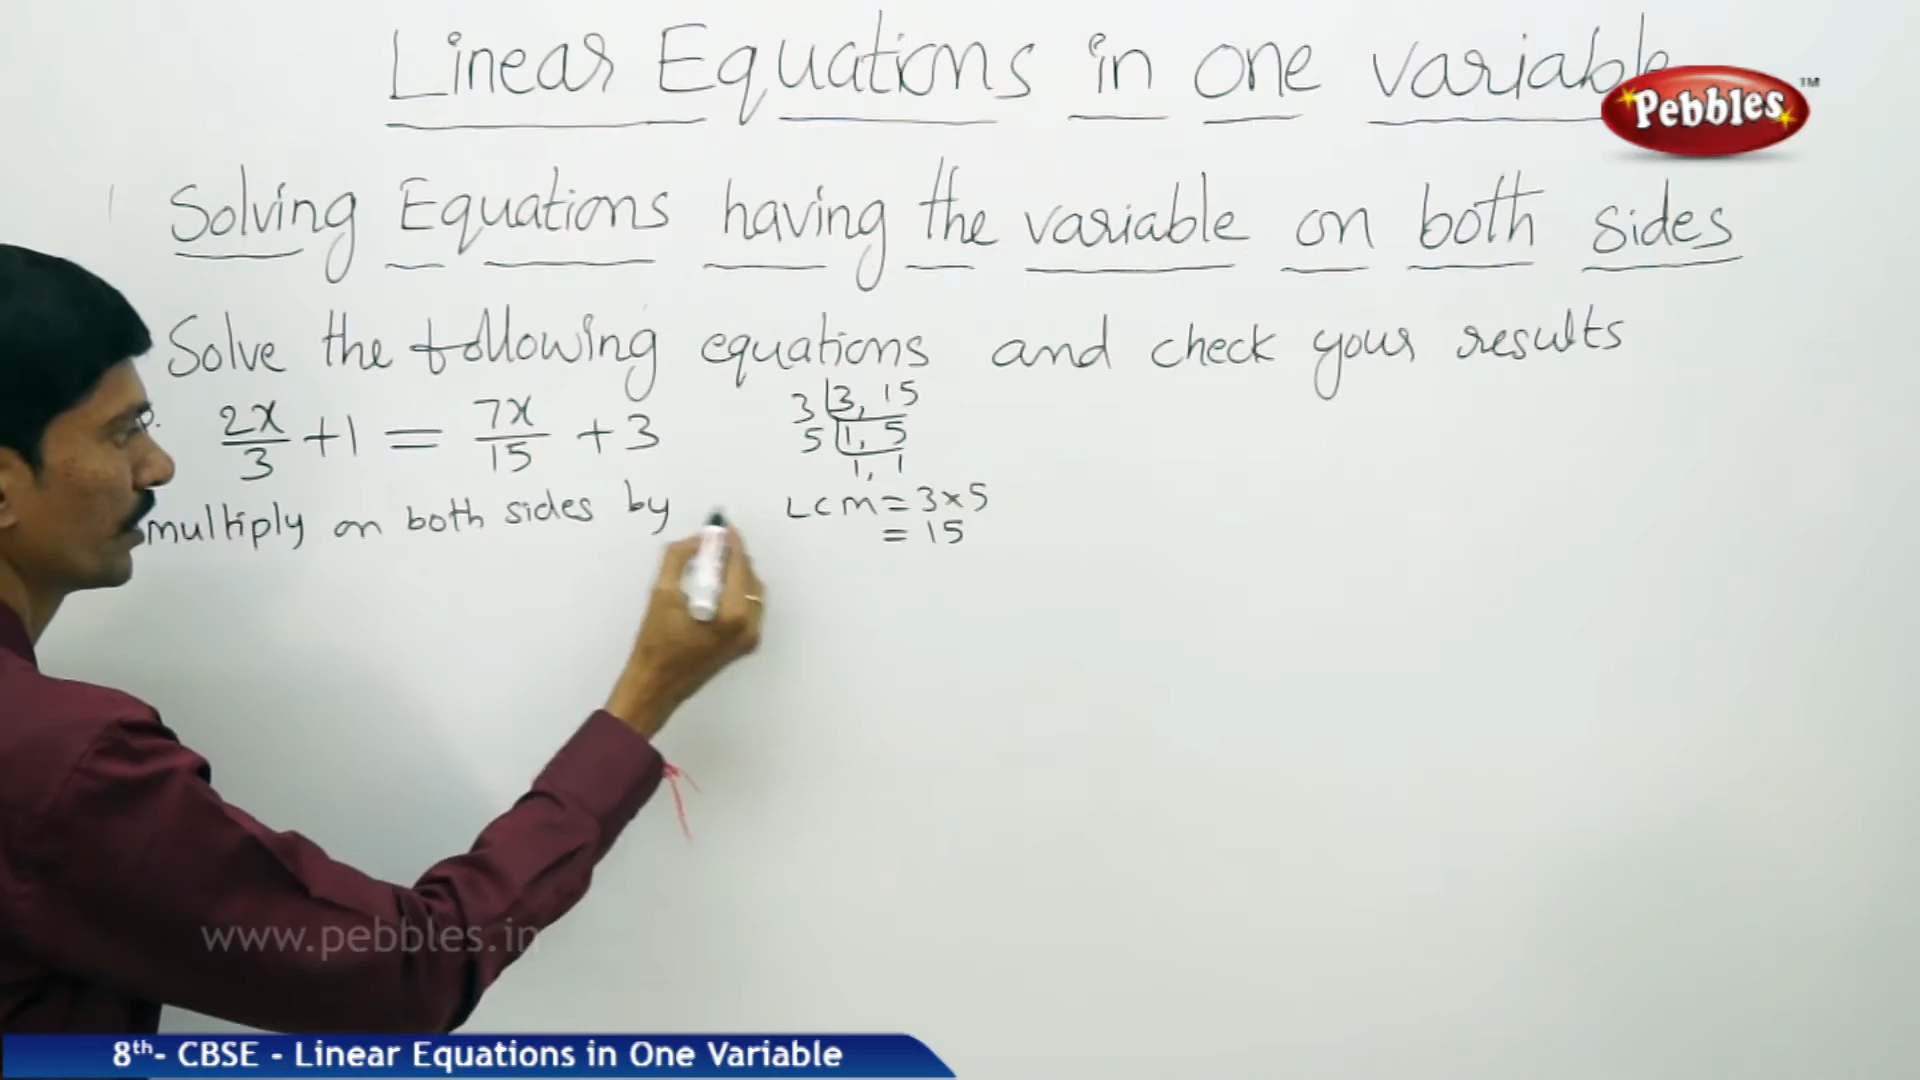 Linear Equations in one variable
Pebbles™
Solving Equations having the variable on both sides
Solve the following equations and check your results
2x/3 + 1 = 7x/15 + 3
3 | 3, 15
5 | 1, 5
1, 1
multiply on both sides by
LCM = 3 × 5
= 15
www.pebbles.in
8th- CBSE - Linear Equations in One Variable